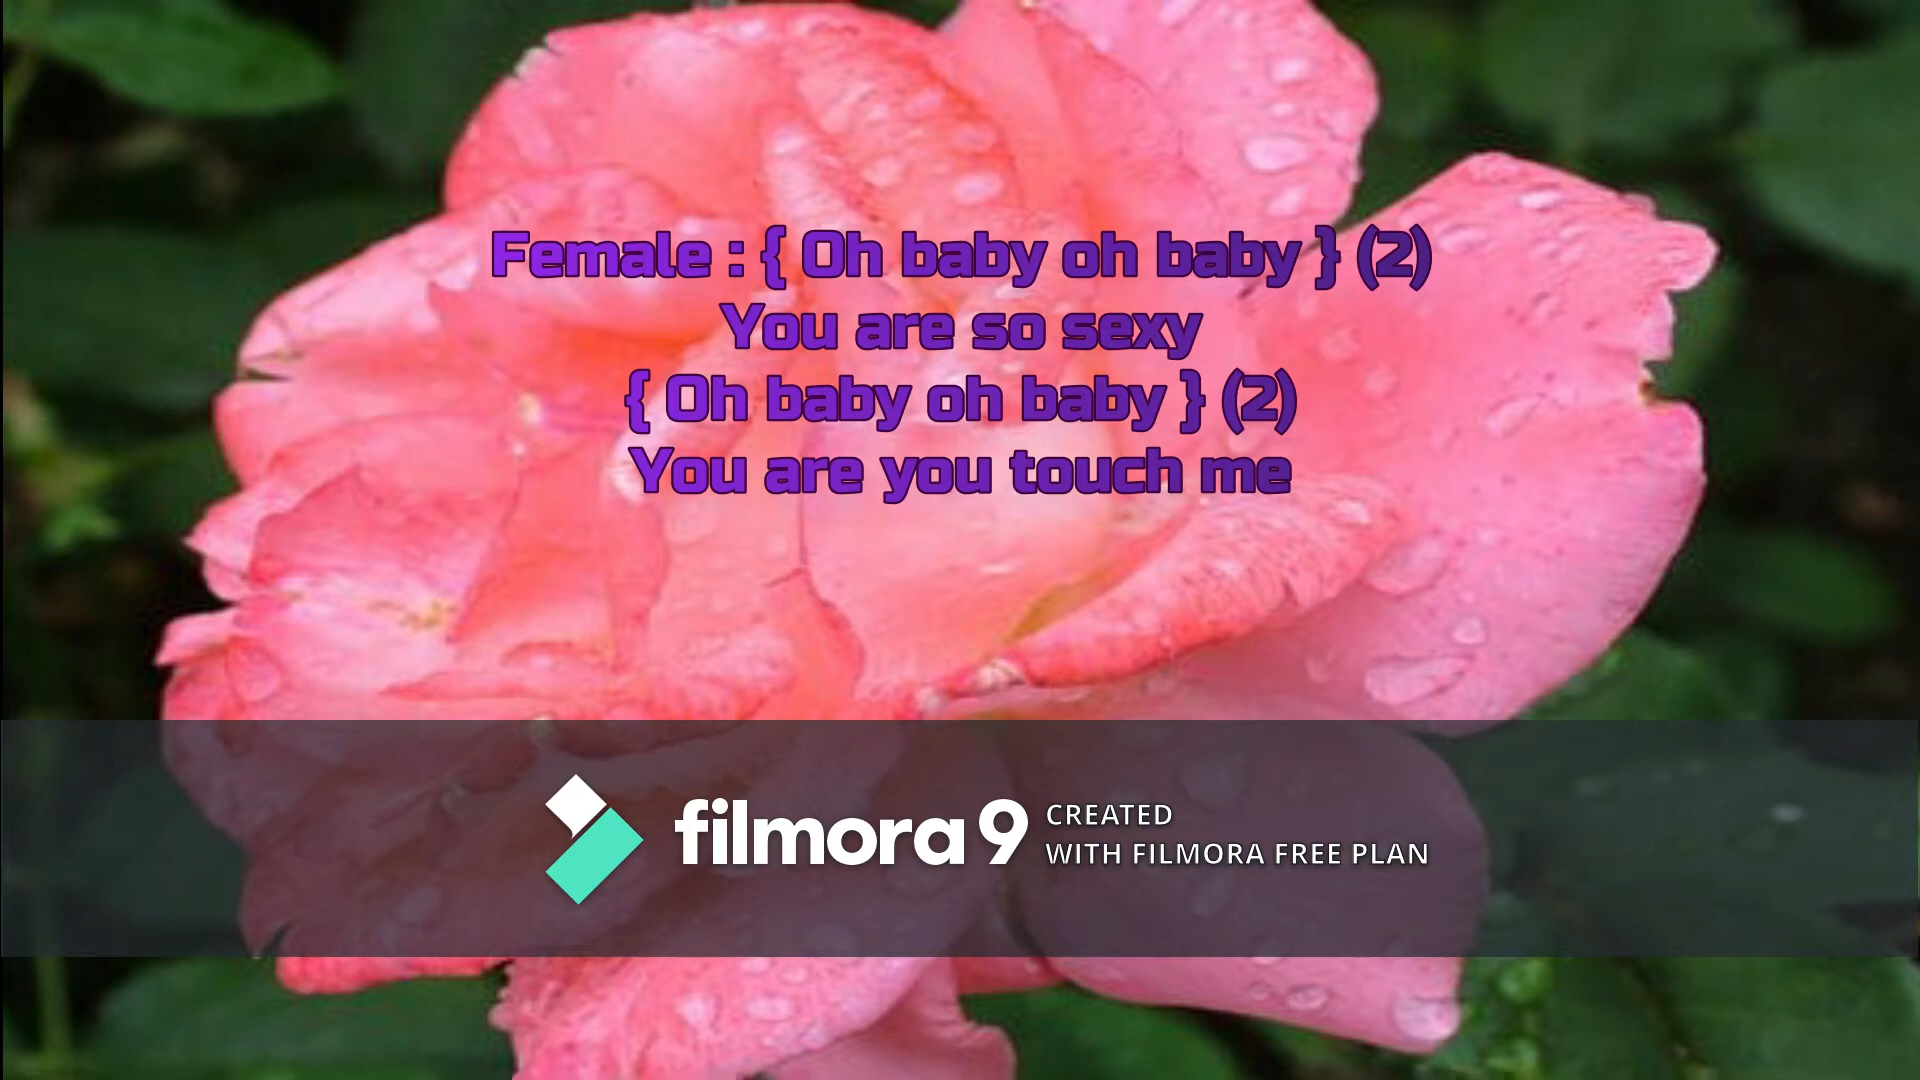 Female : { Oh baby oh baby } (2)
You are so sexy
{ Oh baby oh baby } (2)
You are you touch me
filmora 9
CREATED
WITH FILMORA FREE PLAN